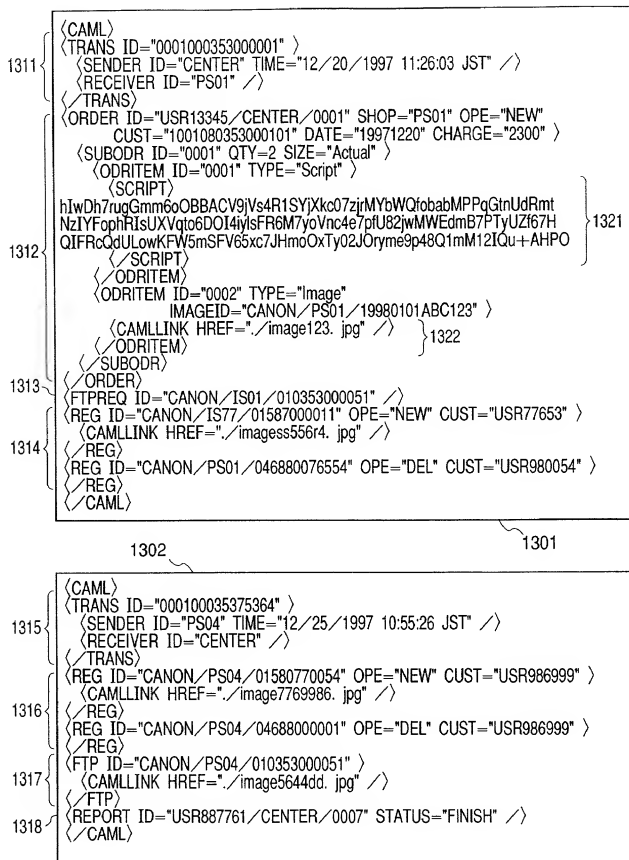 1311
⟨CAML⟩
⟨TRANS ID="0001000353000001" ⟩
⟨SENDER ID="CENTER" TIME="12/20/1997 11:26:03 JST" /⟩
⟨RECEIVER ID="PS01" /⟩
⟨/TRANS⟩
1312
⟨ORDER ID="USR13345/CENTER/0001" SHOP="PS01" OPE="NEW"
CUST="1001080353000101" DATE="19971220" CHARGE="2300" ⟩
⟨SUBODR ID="0001" QTY=2 SIZE="Actual" ⟩
⟨ODRITEM ID="0001" TYPE="Script" ⟩
⟨SCRIPT⟩
hIwDh7rugGmm6oOBBACV9jVs4R1SYjXkc07zjrMYbWQfobabMPPqGtnUdRmt
NzIYFophRIsUXVqto6DOI4iyIsFR6M7yoVnc4e7pfU82jwMWEdmB7PTyUZf67H
QIFRcQdULowKFW5mSFV65xc7JHmoOxTy02JOryme9p48Q1mM12IQu+AHPO
1321
⟨/SCRIPT⟩
⟨/ODRITEM⟩
⟨ODRITEM ID="0002" TYPE="Image"
IMAGEID="CANON/PS01/19980101ABC123" ⟩
⟨CAMLLINK HREF="./image123. jpg" /⟩
1322
⟨/ODRITEM⟩
⟨/SUBODR⟩
⟨/ORDER⟩
1313
⟨FTPREQ ID="CANON/IS01/010353000051" /⟩
1314
⟨REG ID="CANON/IS77/01587000011" OPE="NEW" CUST="USR77653" ⟩
⟨CAMLLINK HREF="./imagess556r4. jpg" /⟩
⟨/REG⟩
⟨REG ID="CANON/PS01/046880076554" OPE="DEL" CUST="USR980054" ⟩
⟨/REG⟩
⟨/CAML⟩
1301
1302
1315
⟨CAML⟩
⟨TRANS ID="000100035375364" ⟩
⟨SENDER ID="PS04" TIME="12/25/1997 10:55:26 JST" /⟩
⟨RECEIVER ID="CENTER" /⟩
⟨/TRANS⟩
1316
⟨REG ID="CANON/PS04/01580770054" OPE="NEW" CUST="USR986999" ⟩
⟨CAMLLINK HREF="./image7769986. jpg" /⟩
⟨/REG⟩
⟨REG ID="CANON/PS04/04688000001" OPE="DEL" CUST="USR986999" ⟩
⟨/REG⟩
1317
⟨FTP ID="CANON/PS04/010353000051" ⟩
⟨CAMLLINK HREF="./image5644dd. jpg" /⟩
⟨/FTP⟩
1318
⟨REPORT ID="USR887761/CENTER/0007" STATUS="FINISH" /⟩
⟨/CAML⟩